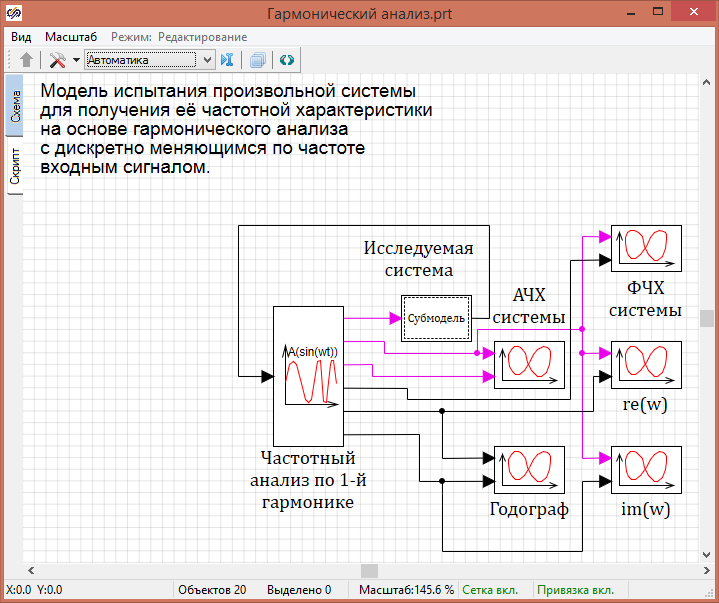 Гармонический анализ.prt
Вид Масштаб Режим: Редактирование
Автоматика
Схема
Скрипт
Модель испытания произвольной системы
для получения её частотной характеристики
на основе гармонического анализа
с дискретно меняющимся по частоте
входным сигналом.
Исследуемая
система
Субмодель
АЧХ
системы
ФЧХ
системы
A(sin(wt))
re(w)
Частотный
анализ по 1-й
гармонике
Годограф
im(w)
X:0.0 Y:0.0 Объектов 20 Выделено 0 Масштаб:145.6 % Сетка вкл. Привязка вкл.